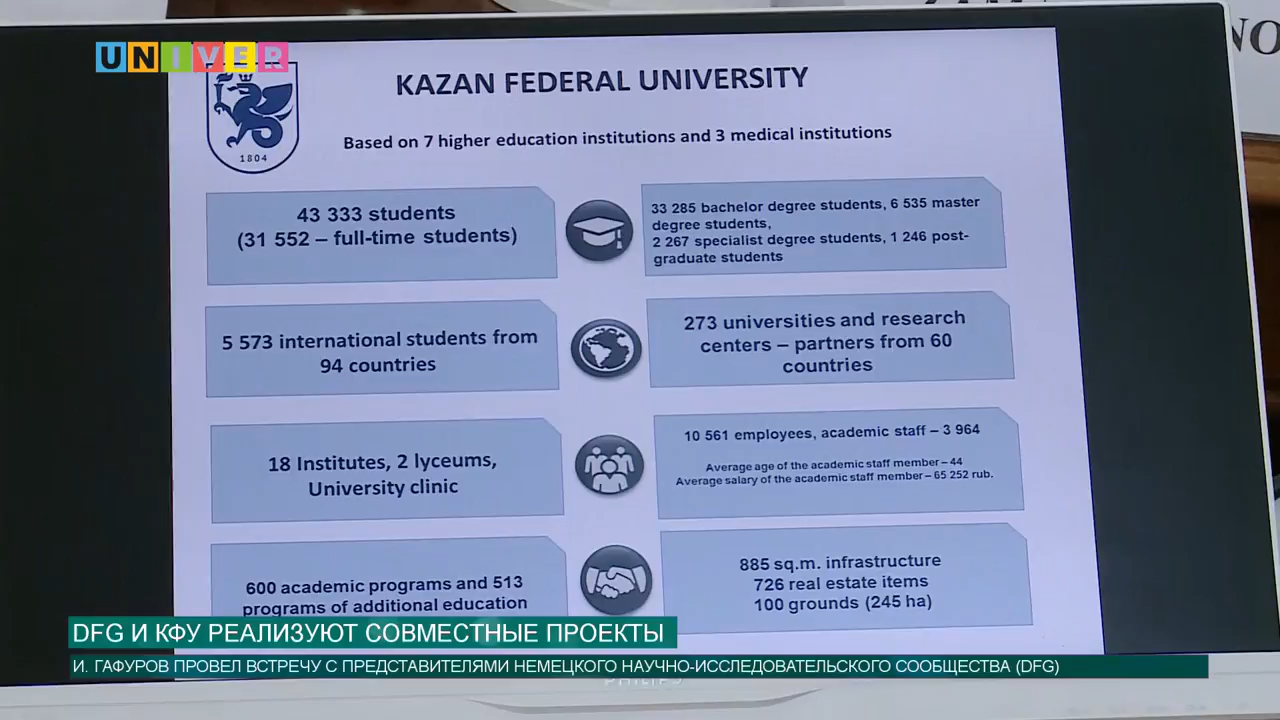 UNIVER
NO
KAZAN FEDERAL UNIVERSITY
Based on 7 higher education institutions and 3 medical institutions
1804
43 333 students
(31 552 – full-time students)
33 285 bachelor degree students, 6 535 master
degree students,
2 267 specialist degree students, 1 246 post-
graduate students
5 573 international students from
94 countries
273 universities and research
centers – partners from 60
countries
18 Institutes, 2 lyceums,
University clinic
10 561 employees, academic staff – 3 964
Average age of the academic staff member – 44
Average salary of the academic staff member – 65 252 rub.
600 academic programs and 513
programs of additional education
885 sq.m. infrastructure
726 real estate items
100 grounds (245 ha)
DFG И КФУ РЕАЛИЗУЮТ СОВМЕСТНЫЕ ПРОЕКТЫ
И. ГАФУРОВ ПРОВЕЛ ВСТРЕЧУ С ПРЕДСТАВИТЕЛЯМИ НЕМЕЦКОГО НАУЧНО-ИССЛЕДОВАТЕЛЬСКОГО СООБЩЕСТВА (DFG)
PHILIPS